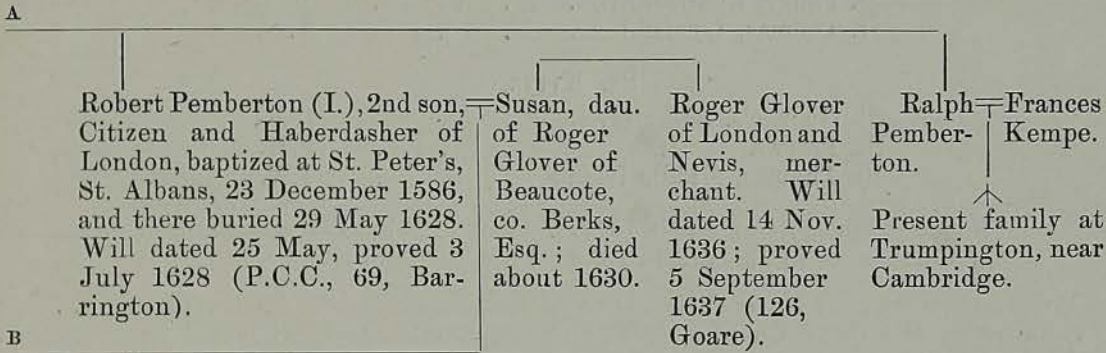 A
Robert Pemberton (I.), 2nd son,
Citizen and Haberdasher of
London, baptized at St. Peter's,
St. Albans, 23 December 1586,
and there buried 29 May 1628.
Will dated 25 May, proved 3
July 1628 (P.C.C., 69, Bar-
rington).
Susan, dau.
of Roger
Glover of
Beaucote,
co. Berks,
Esq.; died
about 1630.
Roger Glover
of London and
Nevis, mer-
chant. Will
dated 14 Nov.
1636; proved
5 September
1637 (126,
Goare).
Ralph
Pember-
ton.
Frances
Kempe.
Present family at
Trumpington, near
Cambridge.
B